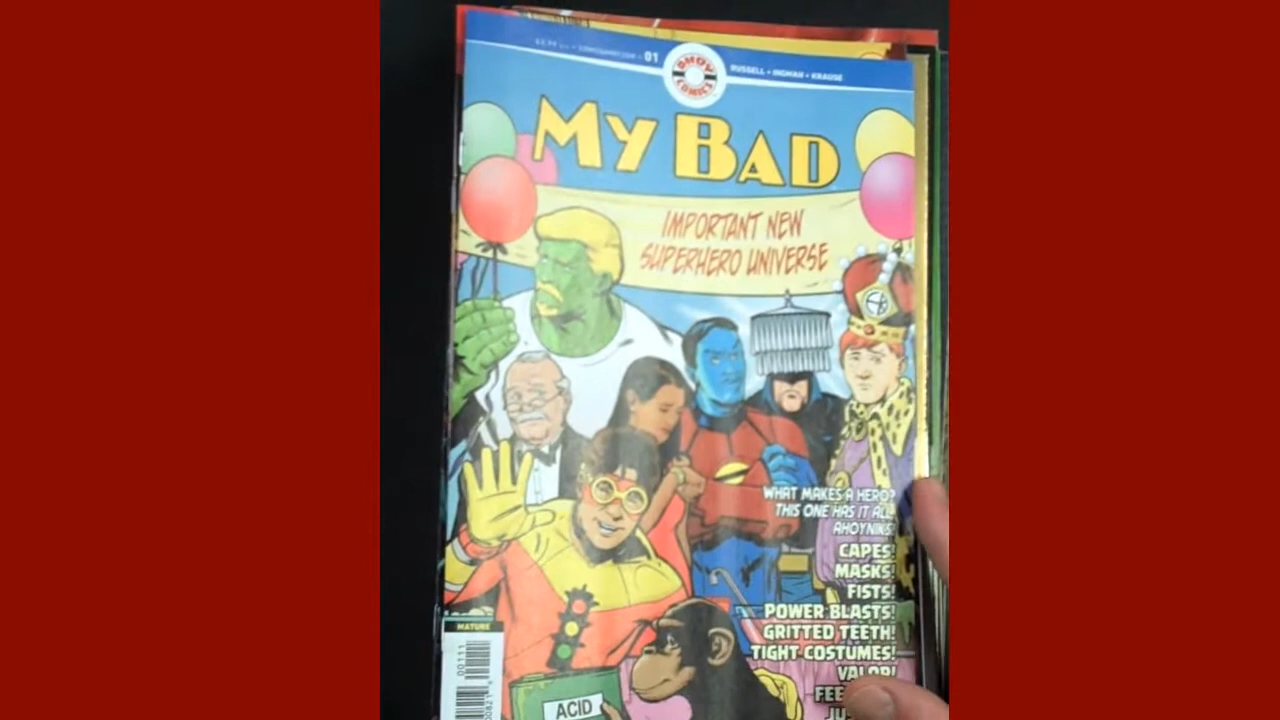 01
AHOY COMICS
RUSSELL • INGMAN • KRAUSE
MY BAD
IMPORTANT NEW
SUPERHERO UNIVERSE
WHAT MAKES A HERO?
THIS ONE HAS IT ALL,
AHOYNIKS!
CAPES!
MASKS!
FISTS!
POWER BLASTS!
GRITTED TEETH!
TIGHT COSTUMES!
VALOR!
MATURE
00111
ACID